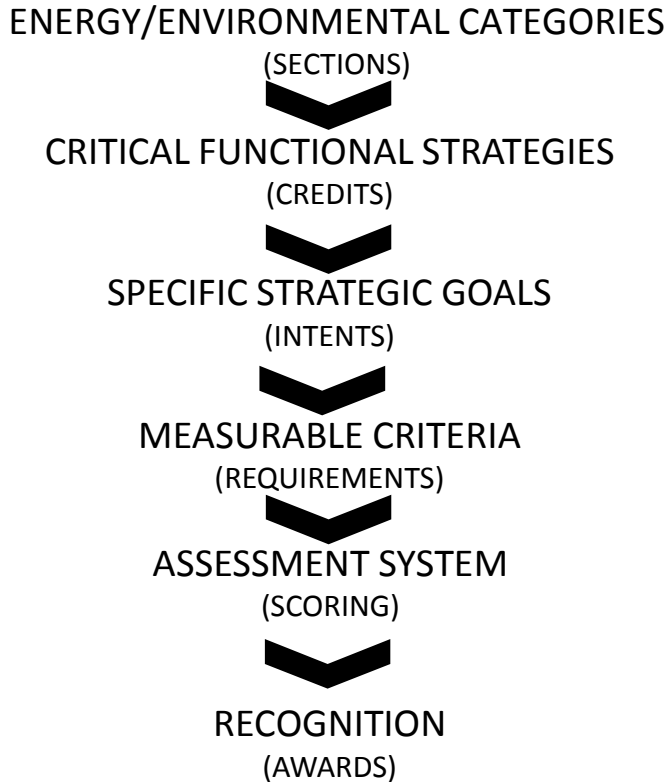 ENERGY/ENVIRONMENTAL CATEGORIES
(SECTIONS)
CRITICAL FUNCTIONAL STRATEGIES
(CREDITS)
SPECIFIC STRATEGIC GOALS
(INTENTS)
MEASURABLE CRITERIA
(REQUIREMENTS)
ASSESSMENT SYSTEM
(SCORING)
RECOGNITION
(AWARDS)